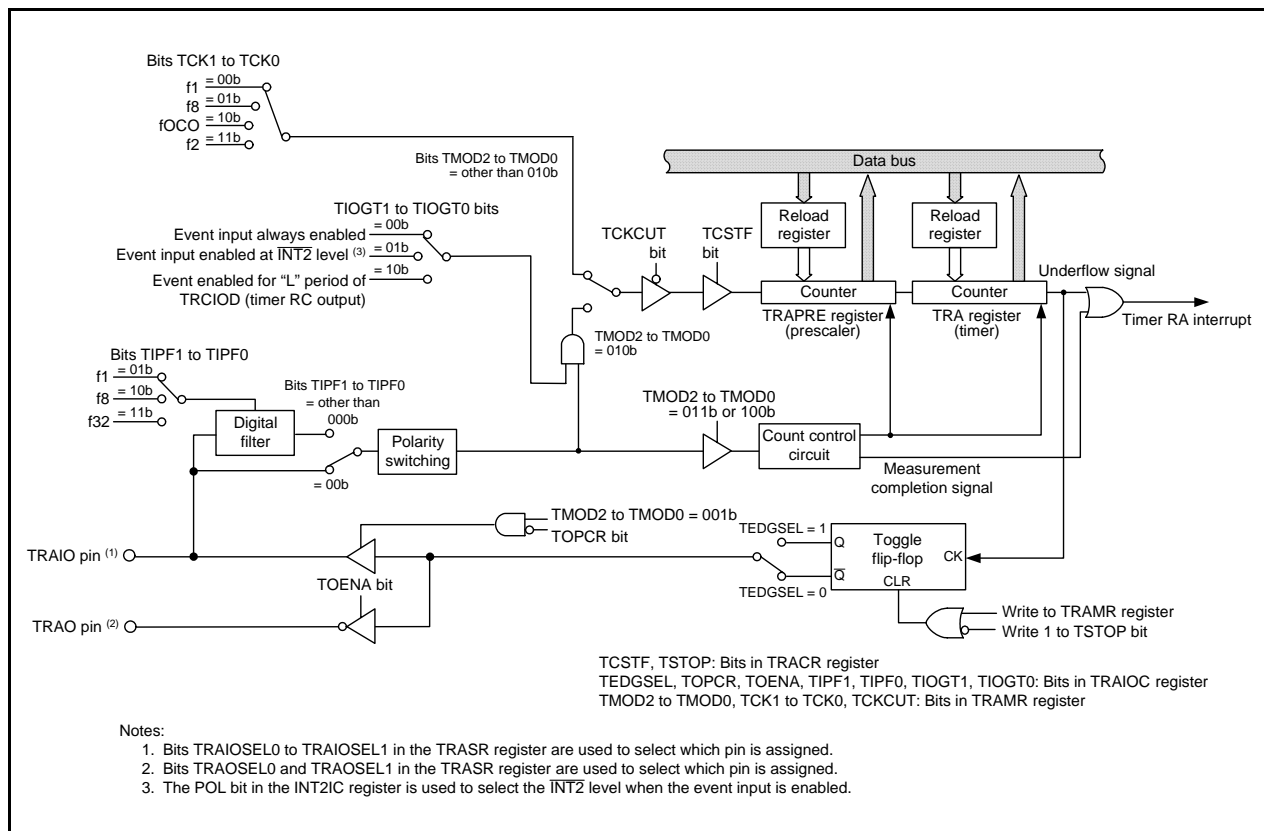 Bits TCK1 to TCK0
f1 = 00b
f8 = 01b
fOCO = 10b
f2 = 11b
Bits TMOD2 to TMOD0
= other than 010b
Data bus
TIOGT1 to TIOGT0 bits
Event input always enabled = 00b
Event input enabled at INT2 level (3) = 01b
Event enabled for “L” period of = 10b
TRCIOD (timer RC output)
TCKCUT
bit
TCSTF
bit
Reload
register
Reload
register
Counter
TRAPRE register
(prescaler)
Counter
TRA register
(timer)
Underflow signal
Timer RA interrupt
TMOD2 to TMOD0
= 010b
Bits TIPF1 to TIPF0
f1 = 01b
f8 = 10b
f32 = 11b
Digital
filter
Bits TIPF1 to TIPF0
= other than
000b
= 00b
Polarity
switching
TMOD2 to TMOD0
= 011b or 100b
Count control
circuit
Measurement
completion signal
TMOD2 to TMOD0 = 001b
TOPCR bit
TEDGSEL = 1
TEDGSEL = 0
Q
Q
Toggle
flip-flop
CK
CLR
TRAIO pin (1)
TOENA bit
TRAO pin (2)
Write to TRAMR register
Write 1 to TSTOP bit
TCSTF, TSTOP: Bits in TRACR register
TEDGSEL, TOPCR, TOENA, TIPF1, TIPF0, TIOGT1, TIOGT0: Bits in TRAIOC register
TMOD2 to TMOD0, TCK1 to TCK0, TCKCUT: Bits in TRAMR register
Notes:
1. Bits TRAIOSEL0 to TRAIOSEL1 in the TRASR register are used to select which pin is assigned.
2. Bits TRAOSEL0 and TRAOSEL1 in the TRASR register are used to select which pin is assigned.
3. The POL bit in the INT2IC register is used to select the INT2 level when the event input is enabled.